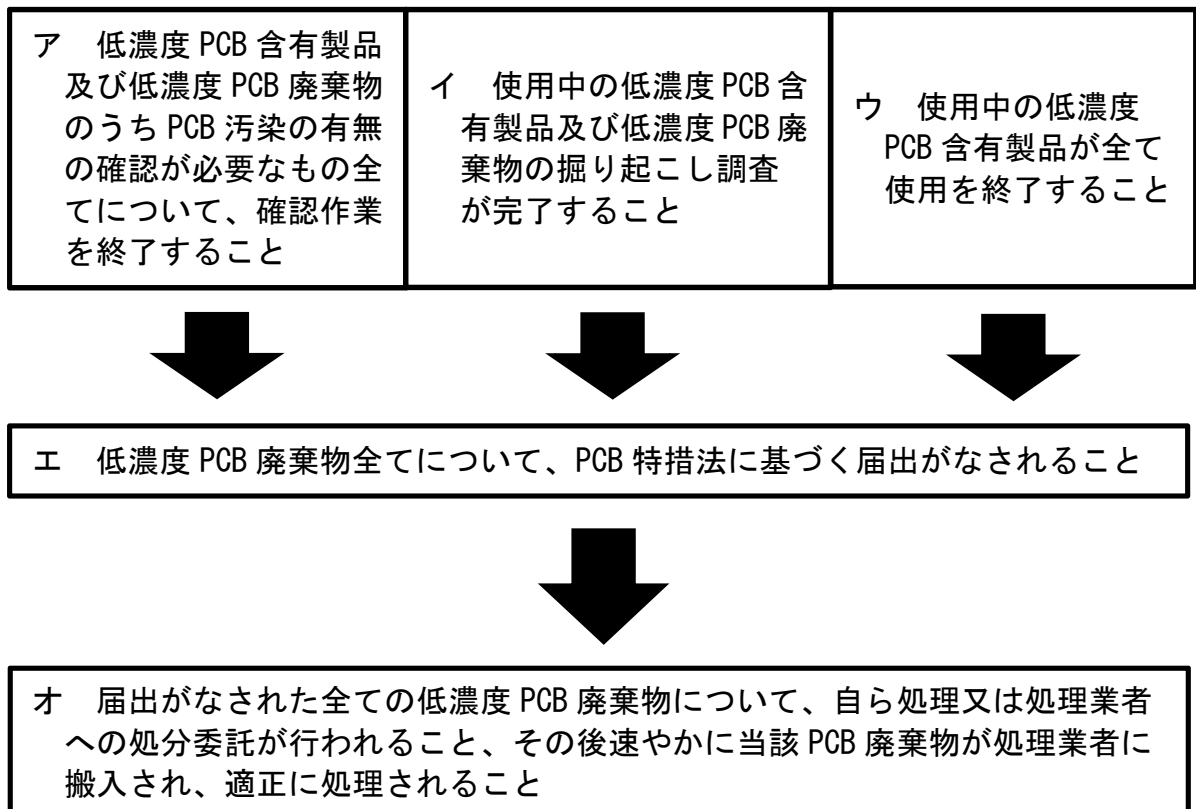 ア　低濃度 PCB 含有製品
及び低濃度 PCB 廃棄物
のうち PCB 汚染の有無
の確認が必要なもの全
てについて、確認作業
を終了すること
イ　使用中の低濃度 PCB 含
有製品及び低濃度 PCB 廃
棄物の掘り起こし調査
が完了すること
ウ　使用中の低濃度
PCB 含有製品が全て
使用を終了すること
エ　低濃度 PCB 廃棄物全てについて、PCB 特措法に基づく届出がなされること
オ　届出がなされた全ての低濃度 PCB 廃棄物について、自ら処理又は処理業者
への処分委託が行われること、その後速やかに当該 PCB 廃棄物が処理業者に
搬入され、適正に処理されること